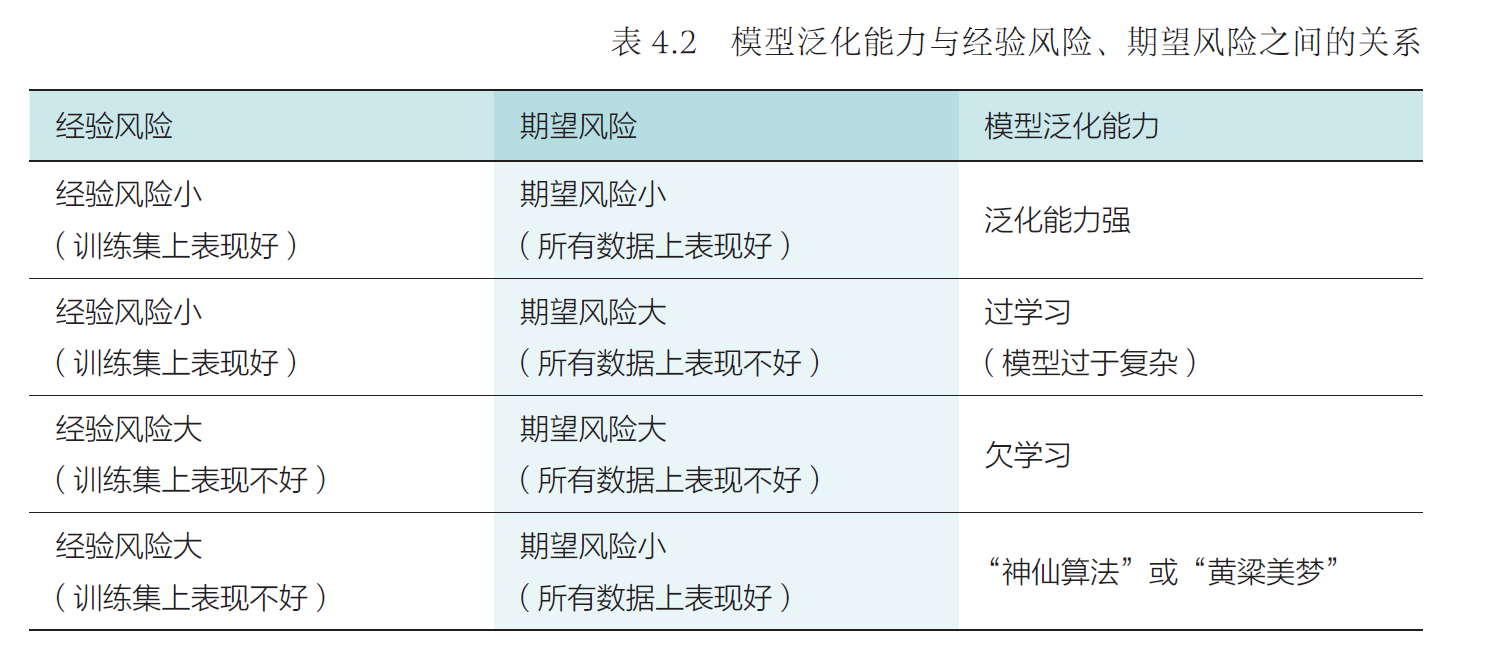 表 4.2 模型泛化能力与经验风险、期望风险之间的关系
经验风险 期望风险 模型泛化能力
经验风险小
（训练集上表现好）
期望风险小
（所有数据上表现好）
泛化能力强
经验风险小
（训练集上表现好）
期望风险大
（所有数据上表现不好）
过学习
（模型过于复杂）
经验风险大
（训练集上表现不好）
期望风险大
（所有数据上表现不好）
欠学习
经验风险大
（训练集上表现不好）
期望风险小
（所有数据上表现好）
“神仙算法”或“黄粱美梦”